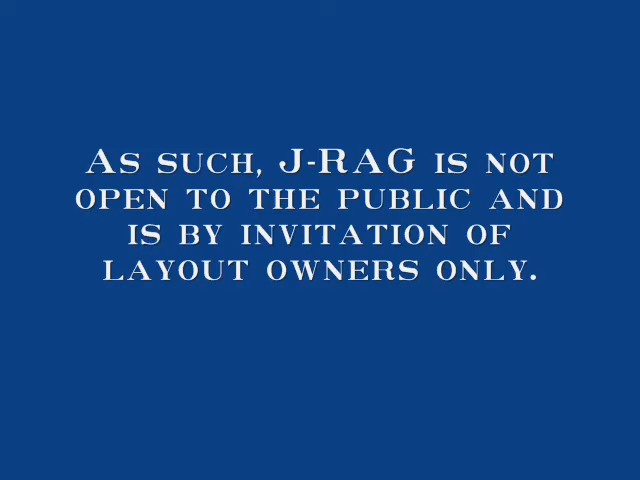 As such, J-RAG is not
open to the public and
is by invitation of
layout owners only.